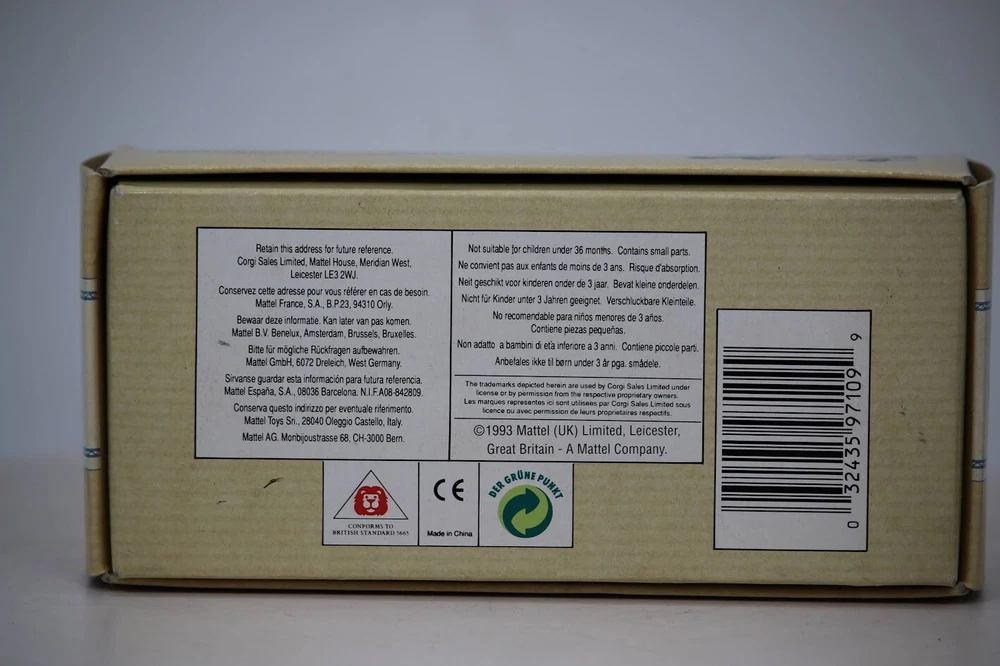 Retain this address for future reference.
Corgi Sales Limited, Mattel House, Meridian West,
Leicester LE3 2WJ.
Conservez cette adresse pour vous référer en cas de besoin.
Mattel France, S.A., B.P.23, 94310 Orly.
Bewaar deze informatie. Kan later van pas komen.
Mattel B.V. Benelux, Amsterdam, Brussels, Bruxelles.
Bitte für mögliche Rückfragen aufbewahren.
Mattel GmbH, 6072 Dreleich, West Germany.
Sirvanse guardar esta información para futura referencia.
Mattel España, S.A., 08036 Barcelona. N.I.F.A08-842809.
Conserva questo indirizzo per eventuale riferimento.
Mattel Toys Sri., 28040 Oleggio Castello, Italy.
Mattel AG. Monbijoustrasse 68, CH-3000 Bern.
Not suitable for children under 36 months. Contains small parts.
Ne convient pas aux enfants de moins de 3 ans. Risque d'absorption.
Neit geschikt voor kinderen onder de 3 jaar. Bevat kleine onderdelen.
Nicht für Kinder unter 3 Jahren geeignet. Verschluckbare Kleinteile.
No recomendable para niños menores de 3 años.
Contiene piezas pequeñas.
Non adatto a bambini di età inferiore a 3 anni. Contiene piccole parti.
Anbefales ikke til børn under 3 år pga. smådele.
The trademarks depicted herein are used by Corgi Sales Limited under
license or by permission from the respective proprietary owners.
Les marques representes ici sont utilisees par Corgi Sales Limited sous
licence ou avec permission de leurs proprietaires respectifs.
©1993 Mattel (UK) Limited, Leicester,
Great Britain - A Mattel Company.
CONFORMS TO
BRITISH STANDARD 5665
CE
Made in China
DER GRÜNE PUNKT
0 32435 97109 9